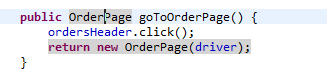 public OrderPage goToOrderPage() {
ordersHeader.click();
return new OrderPage(driver);
}